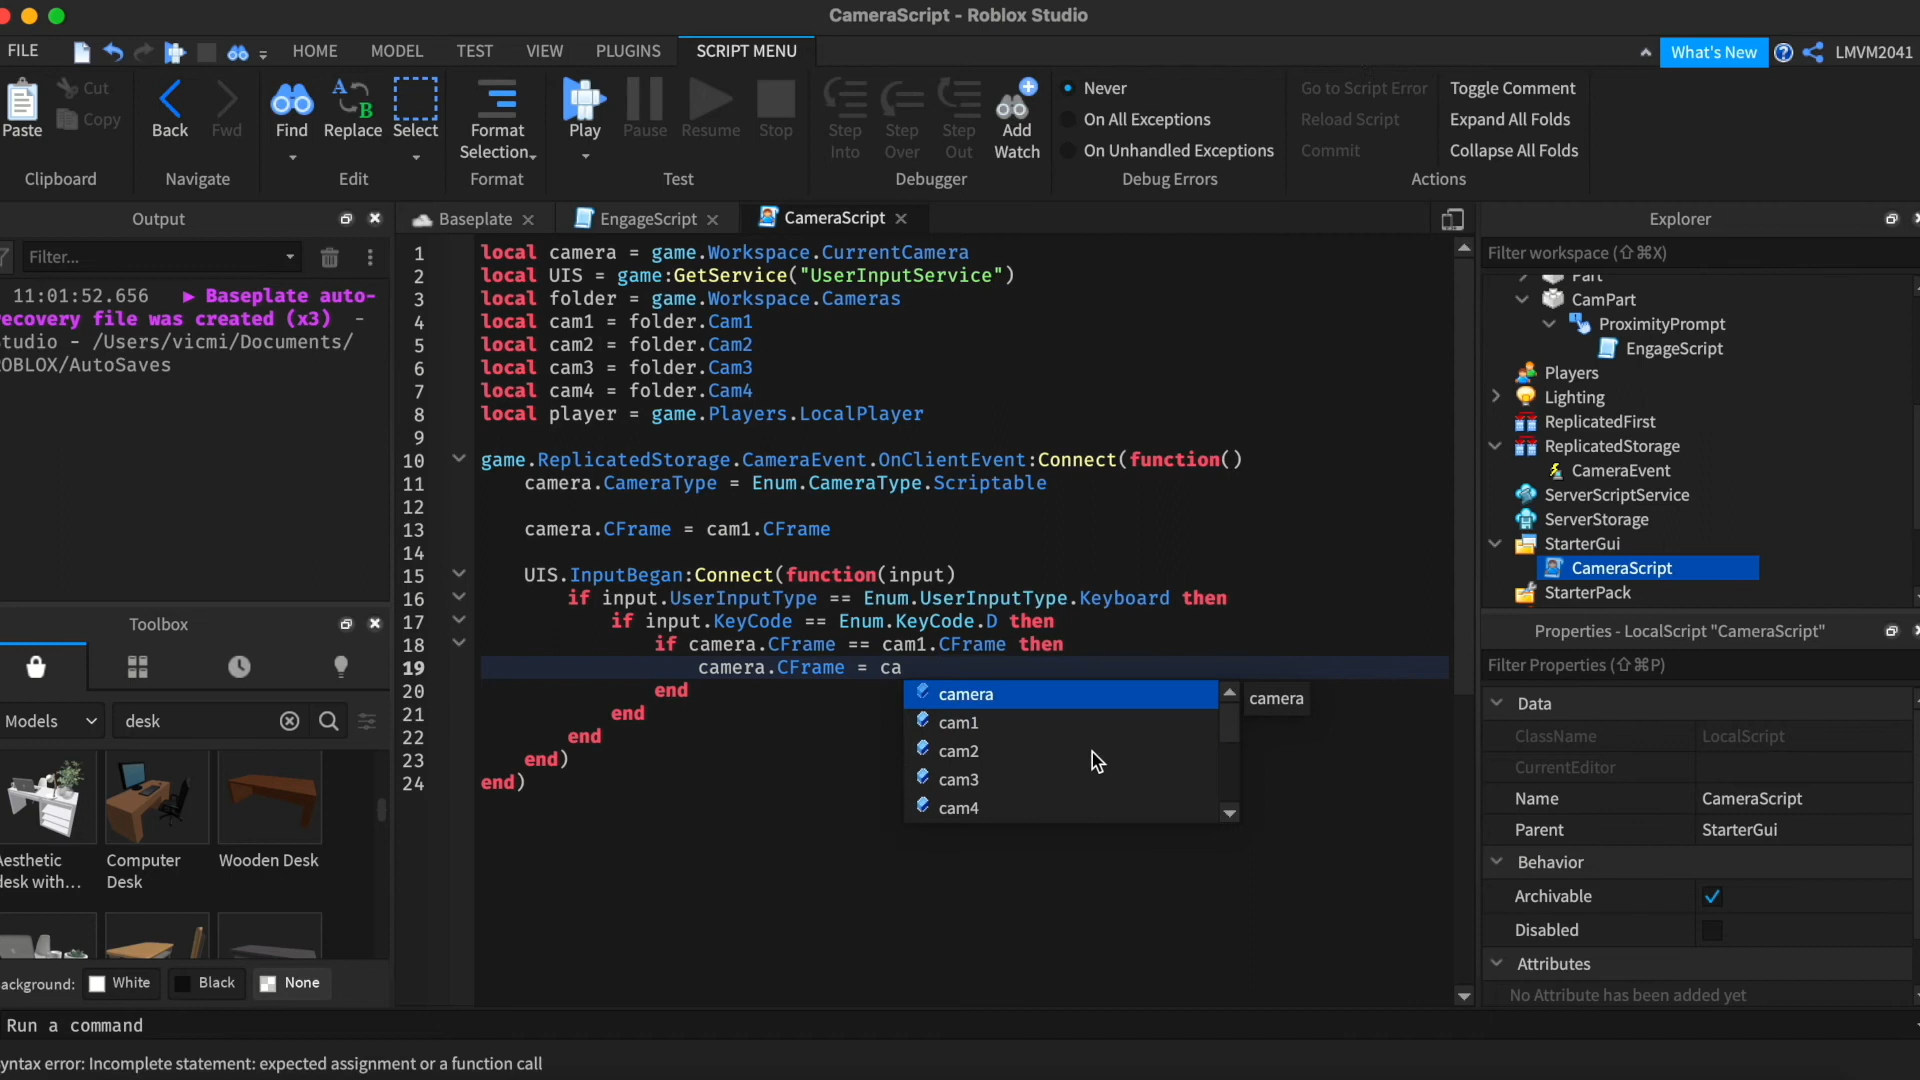 CameraScript - Roblox Studio
FILE
HOME
MODEL
TEST
VIEW
PLUGINS
SCRIPT MENU
What's New
LMVM2041
Paste
Cut
Copy
Clipboard
Back
Fwd
Navigate
Find
Replace
Select
Edit
Format
Selection
Format
Play
Pause
Resume
Stop
Test
Step
Into
Step
Over
Step
Out
Add
Watch
Debugger
Never
On All Exceptions
On Unhandled Exceptions
Debug Errors
Go to Script Error
Reload Script
Commit
Toggle Comment
Expand All Folds
Collapse All Folds
Actions
Output
Filter...
11:01:52.656 ▶ Baseplate auto-
recovery file was created (x3) -
Studio - /Users/vicmi/Documents/
ROBLOX/AutoSaves
Toolbox
Models
desk
Aesthetic
desk with...
Computer
Desk
Wooden Desk
Background:
White
Black
None
Baseplate
EngageScript
CameraScript
1 local camera = game.Workspace.CurrentCamera
2 local UIS = game:GetService("UserInputService")
3 local folder = game.Workspace.Cameras
4 local cam1 = folder.Cam1
5 local cam2 = folder.Cam2
6 local cam3 = folder.Cam3
7 local cam4 = folder.Cam4
8 local player = game.Players.LocalPlayer
9
10 game.ReplicatedStorage.CameraEvent.OnClientEvent:Connect(function()
11 camera.CameraType = Enum.CameraType.Scriptable
12
13 camera.CFrame = cam1.CFrame
14
15 UIS.InputBegan:Connect(function(input)
16 if input.UserInputType == Enum.UserInputType.Keyboard then
17 if input.KeyCode == Enum.KeyCode.D then
18 if camera.CFrame == cam1.CFrame then
19 camera.CFrame = ca
20 end
21 end
22 end
23 end)
24 end)
camera
cam1
cam2
cam3
cam4
camera
Explorer
Filter workspace (⇧⌘X)
Part
CamPart
ProximityPrompt
EngageScript
Players
Lighting
ReplicatedFirst
ReplicatedStorage
CameraEvent
ServerScriptService
ServerStorage
StarterGui
CameraScript
StarterPack
Properties - LocalScript "CameraScript"
Filter Properties (⇧⌘P)
Data
ClassName LocalScript
CurrentEditor
Name CameraScript
Parent StarterGui
Behavior
Archivable
Disabled
Attributes
No Attribute has been added yet
Run a command
yntax error: Incomplete statement: expected assignment or a function call